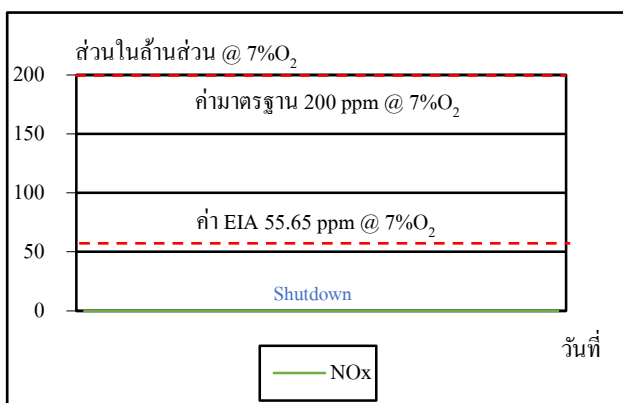 ส่วนในล้านส่วน @ 7%O₂
200
ค่ามาตรฐาน 200 ppm @ 7%O₂
150
100
ค่า EIA 55.65 ppm @ 7%O₂
50
Shutdown
0
วันที่
NOx